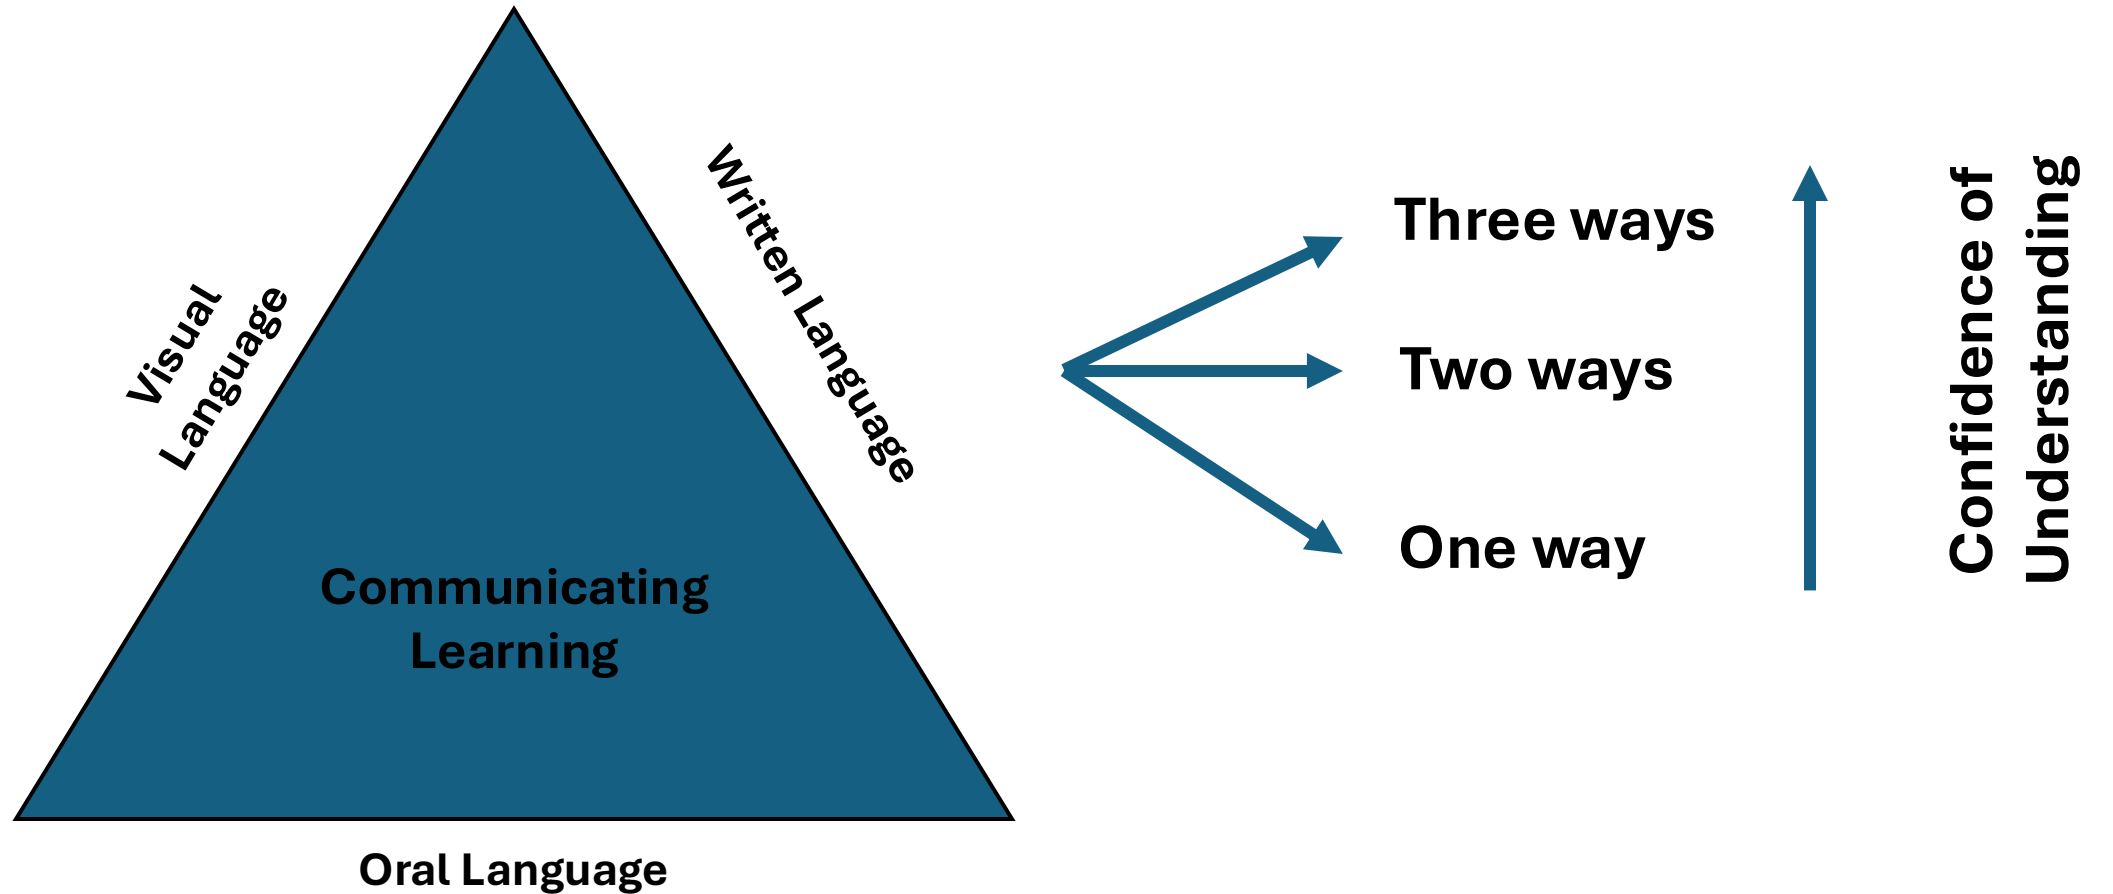 Visual
Language
Written Language
Communicating
Learning
Oral Language
Three ways
Two ways
One way
Confidence of
Understanding